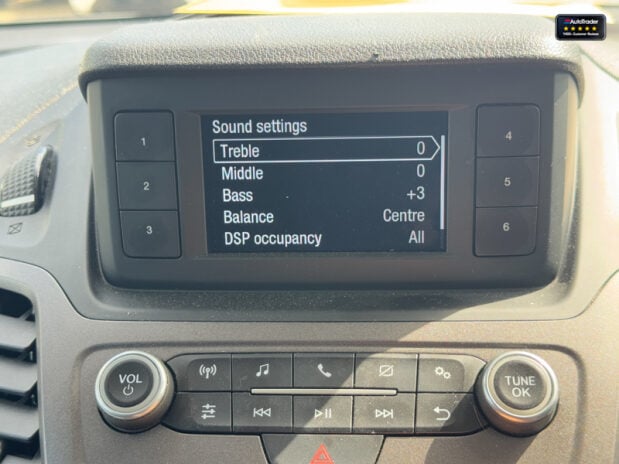 AutoTrader
Sound settings
Treble 0
Middle 0
Bass +3
Balance Centre
DSP occupancy All
1
2
3
4
5
6
VOL
TUNE
OK